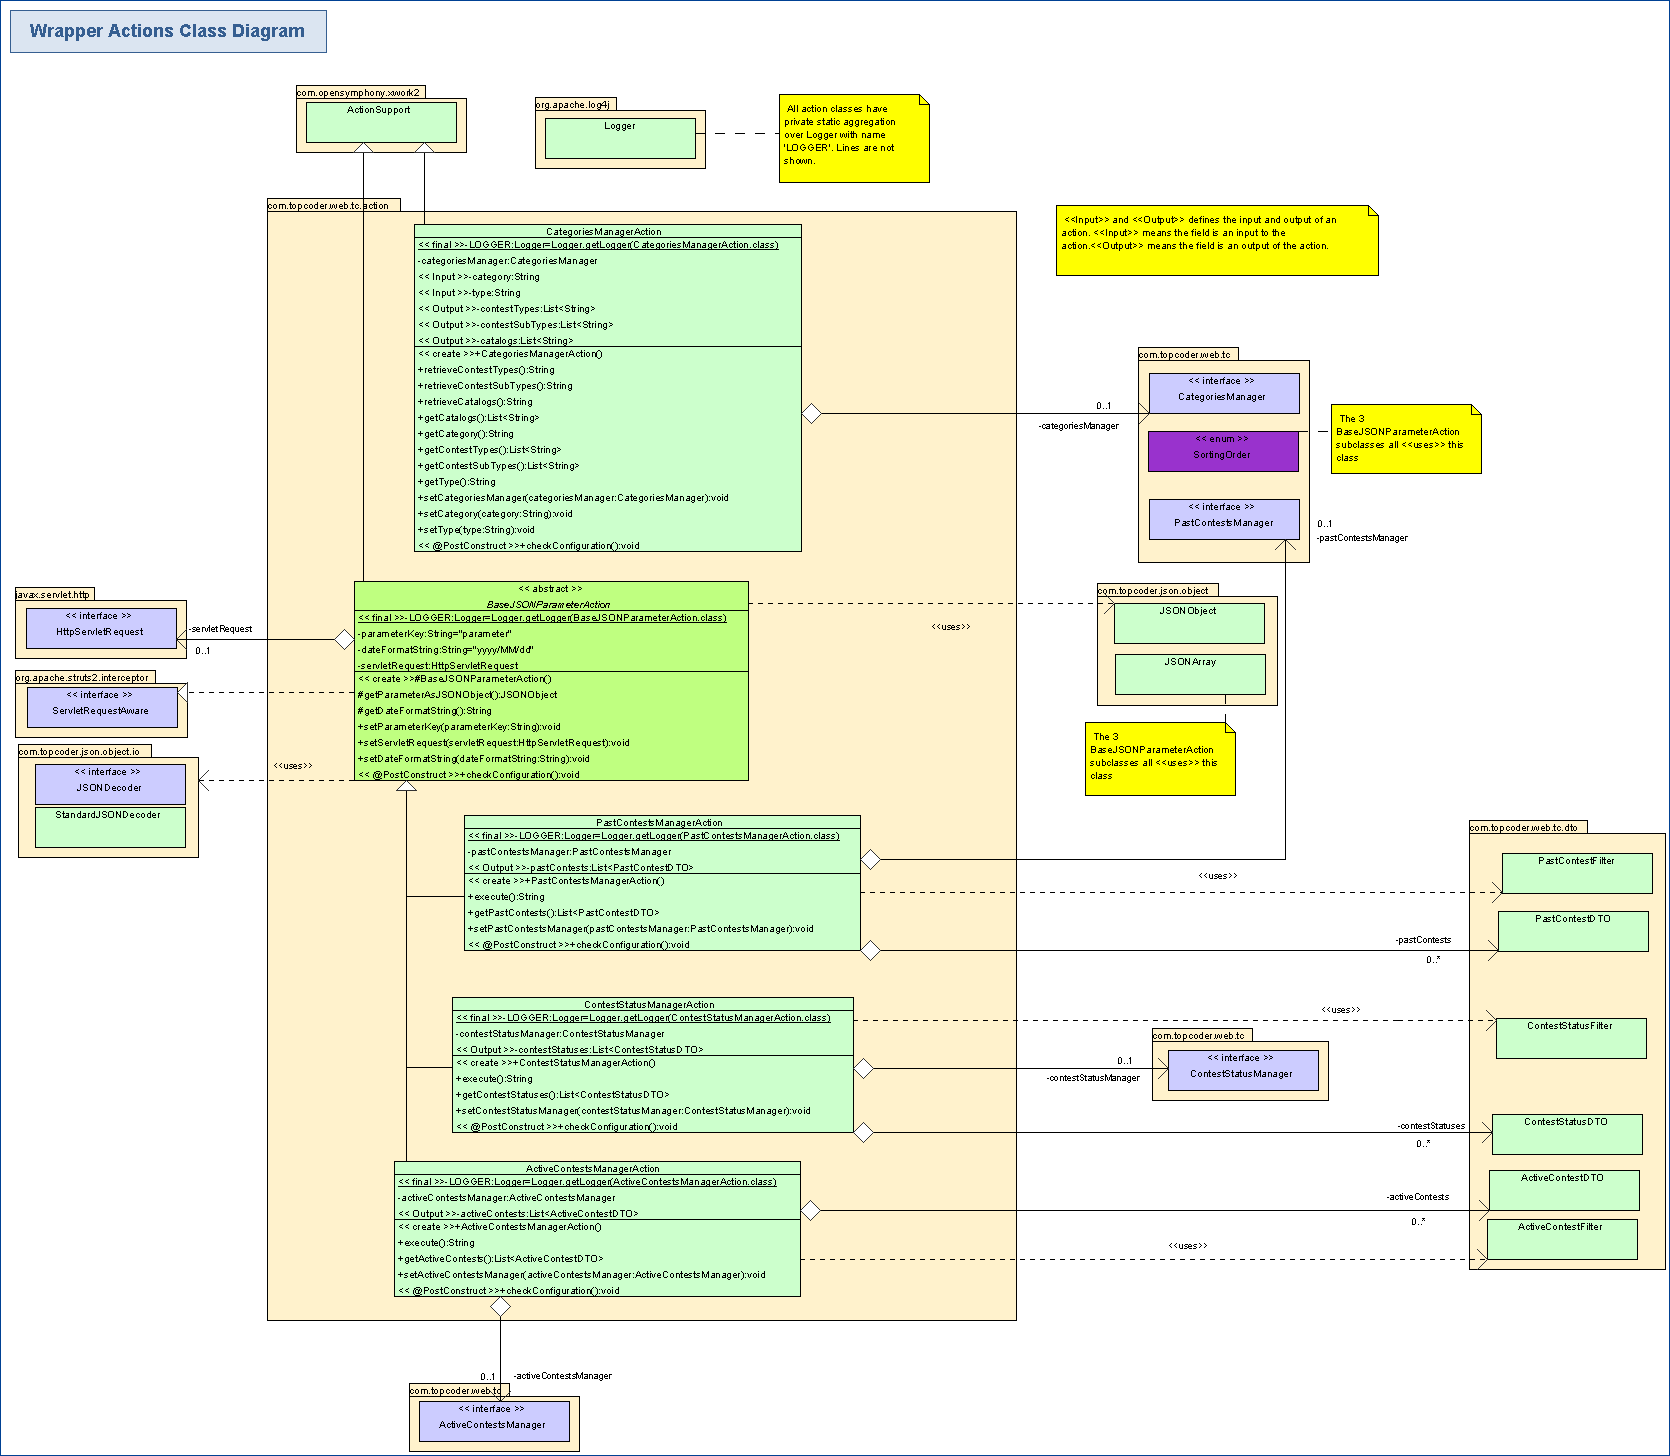 Wrapper Actions Class Diagram
com.opensymphony.xwork2
ActionSupport
org.apache.log4j
Logger
All action classes have
private static aggregation
over Logger with name
'LOGGER'. Lines are not
shown.
com.topcoder.web.tc.action
<<Input>> and <<Output>> defines the input and output of an
action. <<Input>> means the field is an input to the
action.<<Output>> means the field is an output of the action.
CategoriesManagerAction
<< final >>-LOGGER:Logger=Logger.getLogger(CategoriesManagerAction.class)
-categoriesManager:CategoriesManager
<< Input >>-category:String
<< Input >>-type:String
<< Output >>-contestTypes:List<String>
<< Output >>-contestSubTypes:List<String>
<< Output >>-catalogs:List<String>
<< create >>+CategoriesManagerAction()
+retrieveContestTypes():String
+retrieveContestSubTypes():String
+retrieveCatalogs():String
+getCatalogs():List<String>
+getCategory():String
+getContestTypes():List<String>
+getContestSubTypes():List<String>
+getType():String
+setCategoriesManager(categoriesManager:CategoriesManager):void
+setCategory(category:String):void
+setType(type:String):void
<< @PostConstruct >>+checkConfiguration():void
0..1
-categoriesManager
com.topcoder.web.tc
<< interface >>
CategoriesManager
<< enum >>
SortingOrder
<< interface >>
PastContestsManager
The 3
BaseJSONParameterAction
subclasses all <<uses>> this
class
0..1
-pastContestsManager
javax.servlet.http
<< interface >>
HttpServletRequest
-servletRequest
0..1
org.apache.struts2.interceptor
<< interface >>
ServletRequestAware
com.topcoder.json.object.io
<< interface >>
JSONDecoder
StandardJSONDecoder
<<uses>>
<< abstract >>
BaseJSONParameterAction
<< final >>-LOGGER:Logger=Logger.getLogger(BaseJSONParameterAction.class)
-parameterKey:String="parameter"
-dateFormatString:String="yyyy/MM/dd"
-servletRequest:HttpServletRequest
<< create >>#BaseJSONParameterAction()
#getParameterAsJSONObject():JSONObject
#getDateFormatString():String
+setParameterKey(parameterKey:String):void
+setServletRequest(servletRequest:HttpServletRequest):void
+setDateFormatString(dateFormatString:String):void
<< @PostConstruct >>+checkConfiguration():void
<<uses>>
com.topcoder.json.object
JSONObject
JSONArray
The 3
BaseJSONParameterAction
subclasses all <<uses>> this
class
PastContestsManagerAction
<< final >>-LOGGER:Logger=Logger.getLogger(PastContestsManagerAction.class)
-pastContestsManager:PastContestsManager
<< Output >>-pastContests:List<PastContestDTO>
<< create >>+PastContestsManagerAction()
+execute():String
+getPastContests():List<PastContestDTO>
+setPastContestsManager(pastContestsManager:PastContestsManager):void
<< @PostConstruct >>+checkConfiguration():void
<<uses>>
-pastContests
0..*
com.topcoder.web.tc.dto
PastContestFilter
PastContestDTO
ContestStatusFilter
ContestStatusDTO
ActiveContestDTO
ActiveContestFilter
ContestStatusManagerAction
<< final >>-LOGGER:Logger=Logger.getLogger(ContestStatusManagerAction.class)
-contestStatusManager:ContestStatusManager
<< Output >>-contestStatuses:List<ContestStatusDTO>
<< create >>+ContestStatusManagerAction()
+execute():String
+getContestStatuses():List<ContestStatusDTO>
+setContestStatusManager(contestStatusManager:ContestStatusManager):void
<< @PostConstruct >>+checkConfiguration():void
<<uses>>
0..1
-contestStatusManager
com.topcoder.web.tc
<< interface >>
ContestStatusManager
-contestStatuses
0..*
ActiveContestsManagerAction
<< final >>-LOGGER:Logger=Logger.getLogger(ActiveContestsManagerAction.class)
-activeContestsManager:ActiveContestsManager
<< Output >>-activeContests:List<ActiveContestDTO>
<< create >>+ActiveContestsManagerAction()
+execute():String
+getActiveContests():List<ActiveContestDTO>
+setActiveContestsManager(activeContestsManager:ActiveContestsManager):void
<< @PostConstruct >>+checkConfiguration():void
-activeContests
0..*
<<uses>>
0..1
-activeContestsManager
com.topcoder.web.tc
<< interface >>
ActiveContestsManager